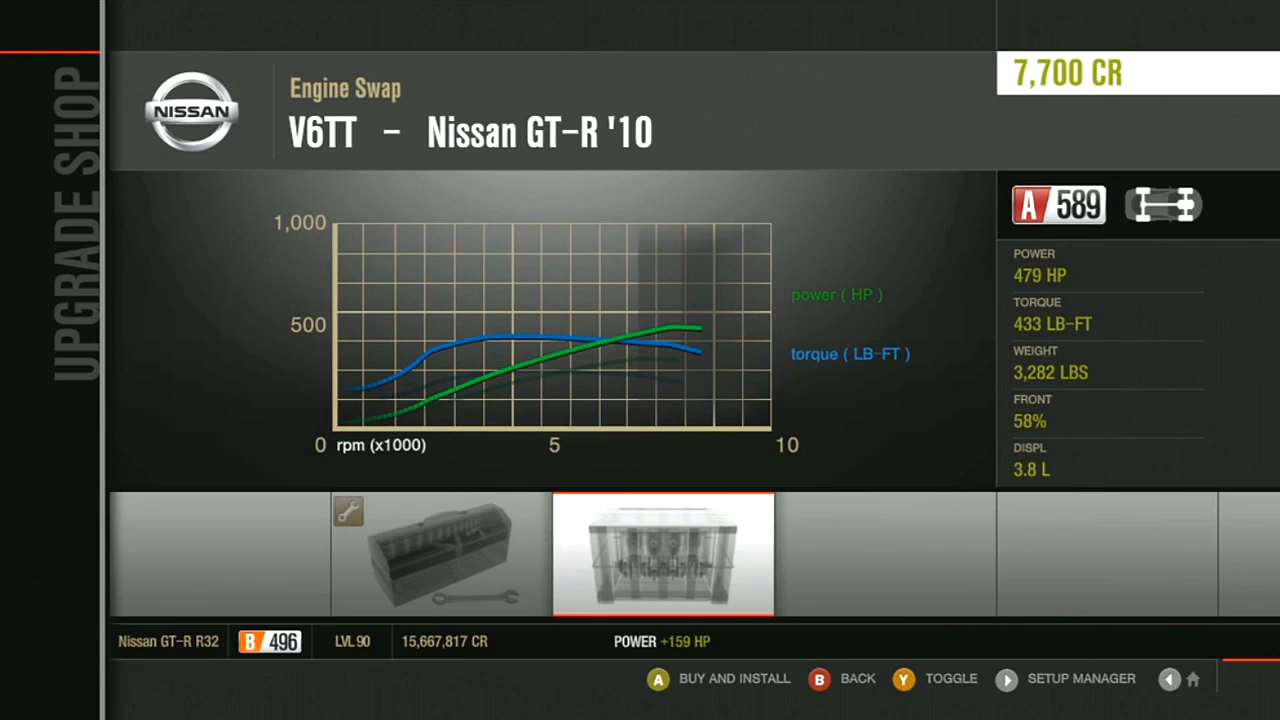 UPGRADE SHOP
NISSAN
Engine Swap
V6TT - Nissan GT-R '10
7,700 CR
A 589
POWER
479 HP
TORQUE
433 LB-FT
WEIGHT
3,282 LBS
FRONT
58%
DISPL
3.8 L
1,000
500
0 rpm (x1000) 5 10
power ( HP )
torque ( LB-FT )
Nissan GT-R R32 B 496 LVL 90 15,667,817 CR POWER +159 HP
A BUY AND INSTALL B BACK Y TOGGLE SETUP MANAGER